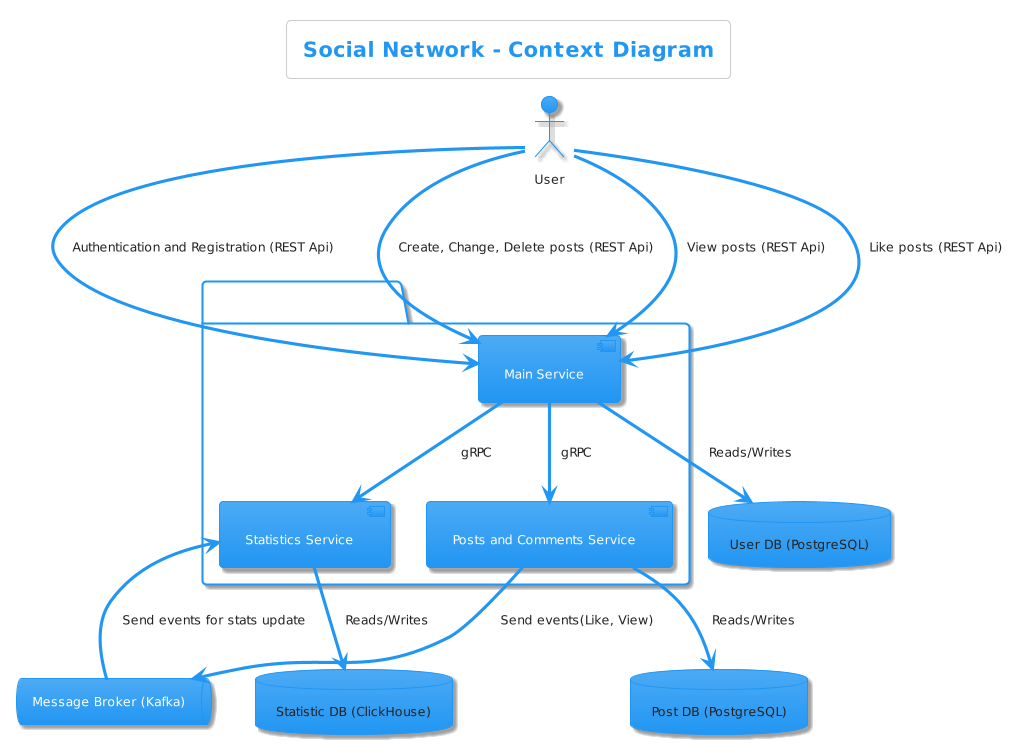 Social Network - Context Diagram
User
Authentication and Registration (REST Api)
Create, Change, Delete posts (REST Api)
View posts (REST Api)
Like posts (REST Api)
Main Service
gRPC
gRPC
Reads/Writes
Statistics Service
Posts and Comments Service
User DB (PostgreSQL)
Send events for stats update
Reads/Writes
Send events(Like, View)
Reads/Writes
Message Broker (Kafka)
Statistic DB (ClickHouse)
Post DB (PostgreSQL)